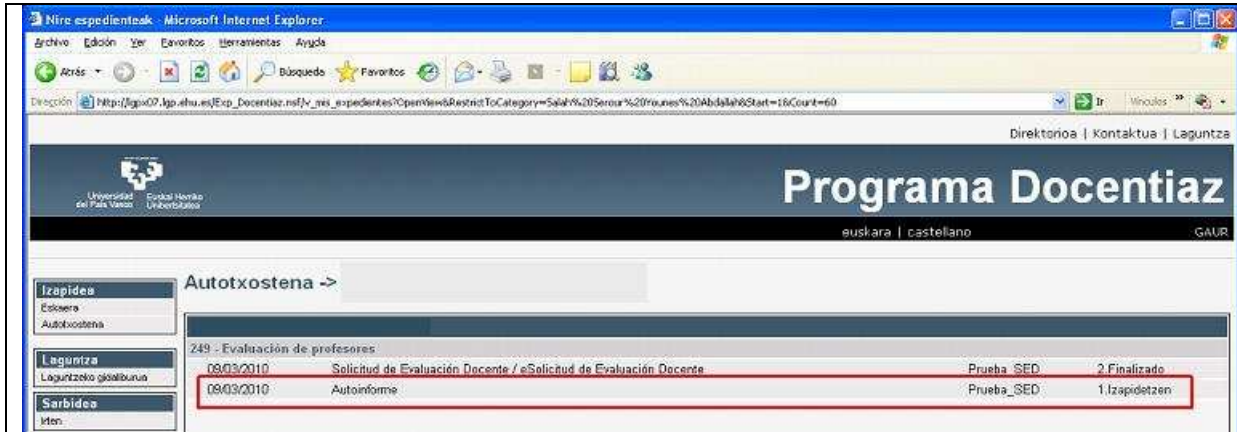 Nire espedienteak - Microsoft Internet Explorer
Archivo Edición Ver Favoritos Herramientas Ayuda
Atrás Búsqueda Favoritos
Dirección http://lgpx07.lgp.ehu.es/Exp_Docentiaz.nsf/v_mis_expedientes?OpenView&RestrictToCategory=Salah%20Serour%20Younes%20Abdallah&Start=1&Count=60 Ir Vínculos »
Direktorioa | Kontaktua | Laguntza
Universidad del País Vasco
Euskal Herriko Unibertsitatea
Programa Docentiaz
euskara | castellano GAUR
Autotxostena ->
Izapidea
Eskaera
Autotxostena
Laguntza
Laguntzeko gidaliburua
Sarbidea
Irten
249 - Evaluación de profesores
09/03/2010 Solicitud de Evaluación Docente / eSolicitud de Evaluación Docente Prueba_SED 2.Finalizado
09/03/2010 Autoinforme Prueba_SED 1.Izapidetzen